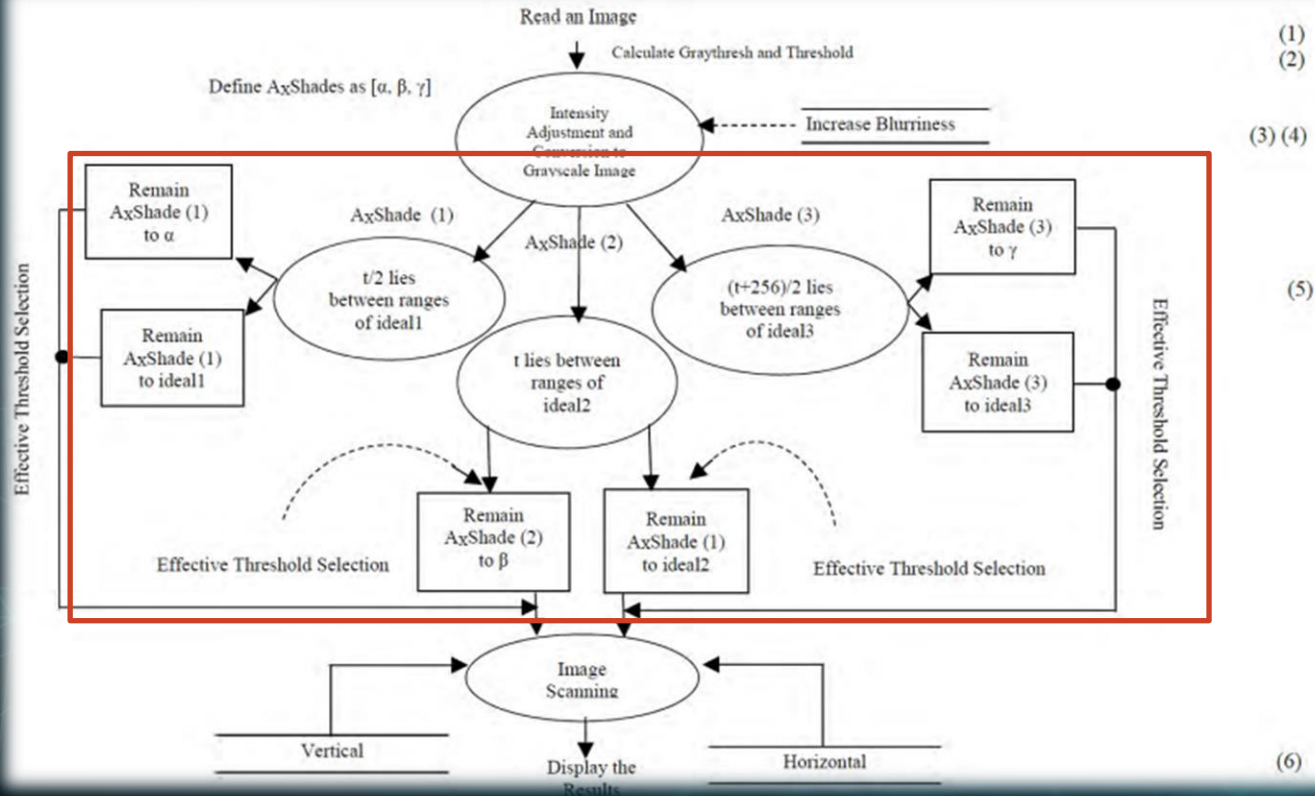 Read an Image
Calculate Graythresh and Threshold
(1)
(2)
Define AxShades as [α, β, γ]
Intensity
Adjustment and
Conversion to
Grayscale Image
Increase Blurriness
(3) (4)
Remain
AxShade (1)
to α
AxShade (1)
AxShade (2)
AxShade (3)
Remain
AxShade (3)
to γ
t/2 lies
between ranges
of ideal1
(t+256)/2 lies
between ranges
of ideal3
(5)
Remain
AxShade (1)
to ideal1
t lies between
ranges of
ideal2
Remain
AxShade (3)
to ideal3
Effective Threshold Selection
Effective Threshold Selection
Remain
AxShade (2)
to β
Remain
AxShade (1)
to ideal2
Effective Threshold Selection
Effective Threshold Selection
Image
Scanning
Vertical
Horizontal
Display the
Results
(6)